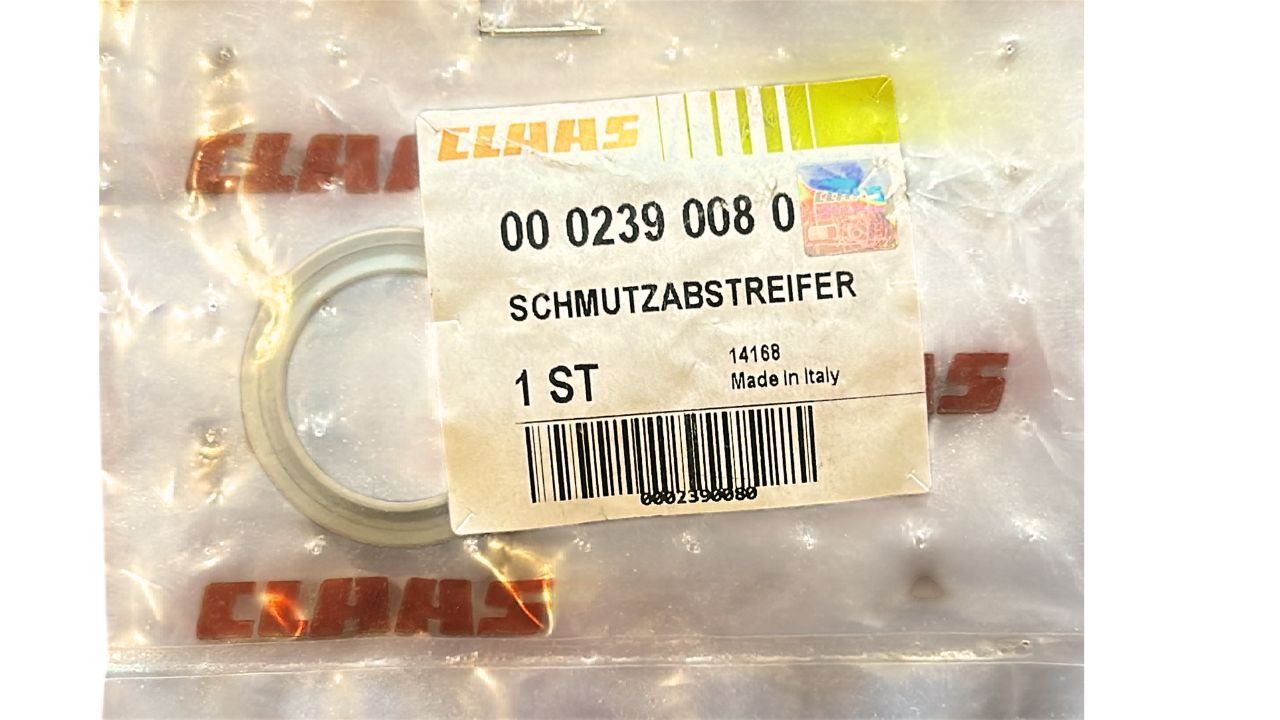 CLAAS
CLAAS
00 0239 008 0
SCHMUTZABSTREIFER
1 ST
14168
Made in Italy
0002390080
CLAAS